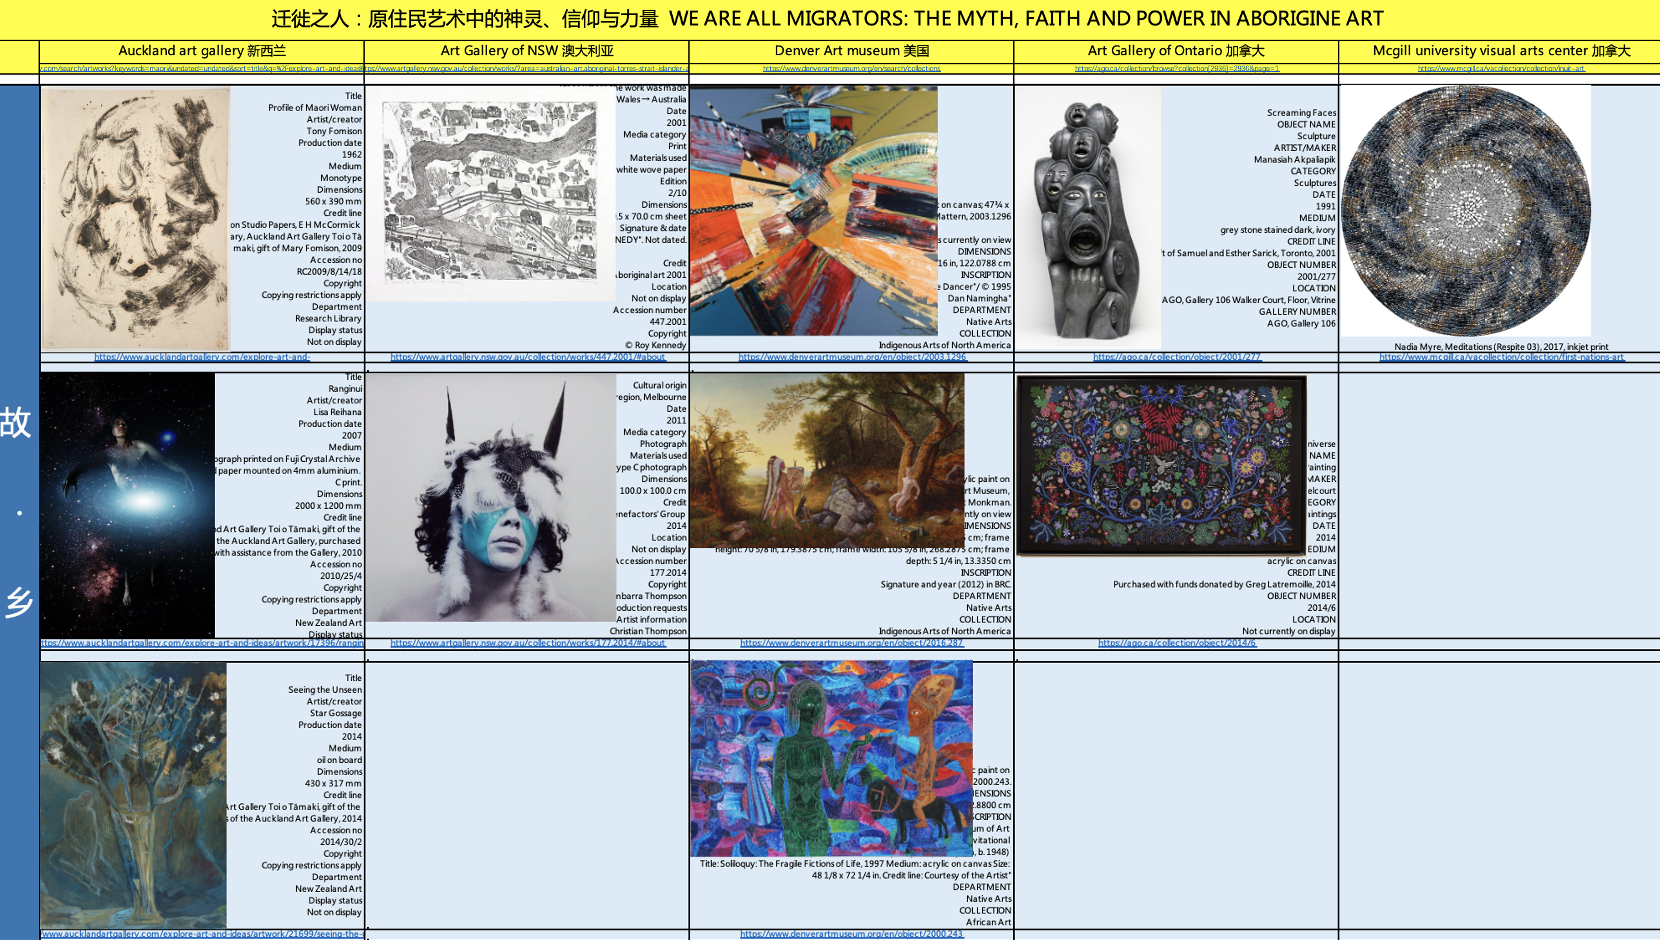 迁徙之人：原住民艺术中的神灵、信仰与力量 WE ARE ALL MIGRATORS: THE MYTH, FAITH AND POWER IN ABORIGINE ART
Auckland art gallery 新西兰
Art Gallery of NSW 澳大利亚
Denver Art museum 美国
Art Gallery of Ontario 加拿大
Mcgill university visual arts center 加拿大
https://www.denverartmuseum.org/en/search/collections
https://ago.ca/collection/browse?collection[2936]=2936&page=1
https://www.mcgill.ca/vacollection/collection/inuit-art
故·乡
Title
Profile of Maori Woman
Artist/creator
Tony Fomison
Production date
1962
Medium
Monotype
Dimensions
560 x 390 mm
Credit line
on Studio Papers, E H McCormick
ary, Auckland Art Gallery Toi o Tā
maki, gift of Mary Fomison, 2009
Accession no
RC2009/8/14/18
Copyright
Copying restrictions apply
Department
Research Library
Display status
Not on display
https://www.aucklandartgallery.com/explore-art-and-
he work was made
Wales→ Australia
Date
2001
Media category
Print
Materials used
white wove paper
Edition
2/10
Dimensions
.5 x 70.0 cm sheet
Signature & date
NEDY". Not dated.
Credit
boriginal art 2001
Location
Not on display
Accession number
447.2001
Copyright
© Roy Kennedy
https://www.artgallery.nsw.gov.au/collection/works/447.2001/#about
on canvas; 47¾ x
Mattern, 2003.1296
s currently on view
DIMENSIONS
16 in, 122.0788 cm
INSCRIPTION
e Dancer"/ © 1995
Dan Namingha"
DEPARTMENT
Native Arts
COLLECTION
Indigenous Arts of North America
https://www.denverartmuseum.org/en/object/2003.1296
Screaming Faces
OBJECT NAME
Sculpture
ARTIST/MAKER
Manasiah Akpaliapik
CATEGORY
Sculptures
DATE
1991
MEDIUM
grey stone stained dark, ivory
CREDIT LINE
t of Samuel and Esther Sarick, Toronto, 2001
OBJECT NUMBER
2001/277
LOCATION
AGO, Gallery 106 Walker Court, Floor, Vitrine
GALLERY NUMBER
AGO, Gallery 106
https://ago.ca/collection/object/2001/277
Nadia Myre, Meditations (Respite 03), 2017, inkjet print
https://www.mcgill.ca/vacollection/collection/first-nations-art
Title
Ranginui
Artist/creator
Lisa Reihana
Production date
2007
Medium
ograph printed on Fuji Crystal Archive
l paper mounted on 4mm aluminium.
C print.
Dimensions
2000 x 1200 mm
Credit line
nd Art Gallery Toi o Tāmaki, gift of the
the Auckland Art Gallery, purchased
with assistance from the Gallery, 2010
Accession no
2010/25/4
Copyright
Copying restrictions apply
Department
New Zealand Art
Display status
ttps://www.aucklandartgallery.com/explore-art-and-ideas/artwork/17396/rangin
Cultural origin
region, Melbourne
Date
2011
Media category
Photograph
Materials used
ype C photograph
Dimensions
100.0 x 100.0 cm
Credit
nefactors' Group
2014
Location
Not on display
Accession number
177.2014
Copyright
nbarra Thompson
oduction requests
Artist information
Christian Thompson
https://www.artgallery.nsw.gov.au/collection/works/177.2014/#about
ylic paint on
rt Museum,
t Monkman.
ntly on view
IMENSIONS
5 cm; frame
height: 70 5/8 in, 179.3875 cm; frame width: 105 5/8 in, 268.2875 cm; frame
depth: 5 1/4 in, 13.3350 cm
INSCRIPTION
Signature and year (2012) in BRC.
DEPARTMENT
Native Arts
COLLECTION
Indigenous Arts of North America
https://www.denverartmuseum.org/en/object/2016.287
niverse
NAME
ainting
MAKER
elcourt
EGORY
aintings
DATE
2014
EDIUM
acrylic on canvas
CREDIT LINE
Purchased with funds donated by Greg Latremoille, 2014
OBJECT NUMBER
2014/6
LOCATION
Not currently on display
https://ago.ca/collection/object/2014/6
Title
Seeing the Unseen
Artist/creator
Star Gossage
Production date
2014
Medium
oil on board
Dimensions
430 x 317 mm
Credit line
Art Gallery Toi o Tāmaki, gift of the
s of the Auckland Art Gallery, 2014
Accession no
2014/30/2
Copyright
Copying restrictions apply
Department
New Zealand Art
Display status
Not on display
/www.aucklandartgallery.com/explore-art-and-ideas/artwork/21699/seeing-the-
c paint on
2000.243.
ENSIONS
2.8800 cm
SCRIPTION
um of Art
vitational
, b. 1948)
Title: Soliloquy: The Fragile Fictions of Life, 1997 Medium: acrylic on canvas Size:
48 1/8 x 72 1/4 in. Credit line: Courtesy of the Artist"
DEPARTMENT
Native Arts
COLLECTION
African Art
https://www.denverartmuseum.org/en/object/2000.243